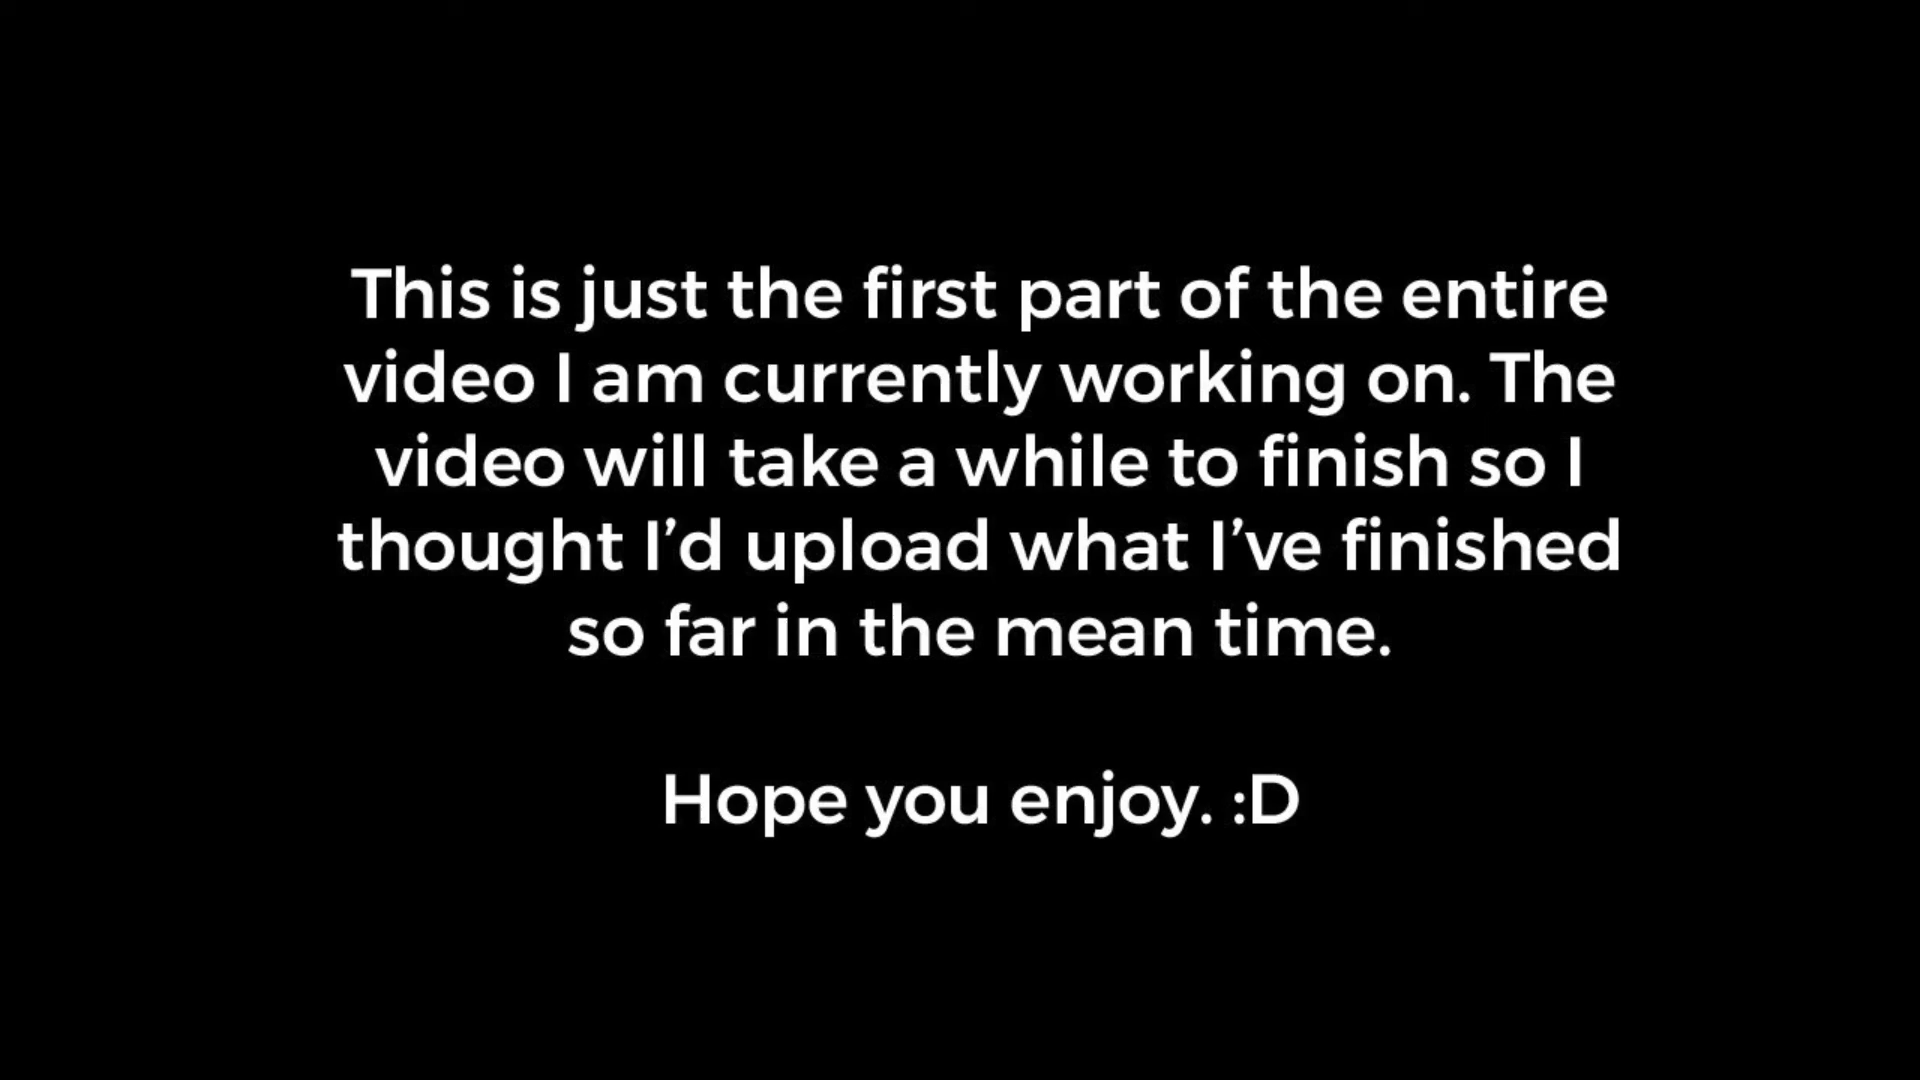 This is just the first part of the entire
video I am currently working on. The
video will take a while to finish so I
thought I’d upload what I’ve finished
so far in the mean time.
Hope you enjoy. :D